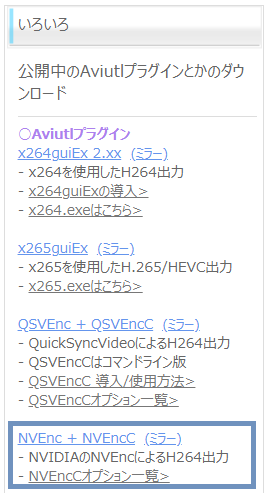 いろいろ
公開中のAviutlプラグインとかのダウ
ンロード
○Aviutlプラグイン
x264guiEx 2.xx (ミラー)
- x264を使用したH264出力
- x264guiExの導入>
- x264.exeはこちら>
x265guiEx (ミラー)
- x265を使用したH.265/HEVC出力
- x265.exeはこちら>
QSVEnc + QSVEncC (ミラー)
- QuickSyncVideoによるH264出力
- QSVEncCはコマンドライン版
- QSVEncC 導入/使用方法>
- QSVEncCオプション一覧>
NVEnc + NVEncC (ミラー)
- NVIDIAのNVEncによるH264出力
- NVEncCオプション一覧>